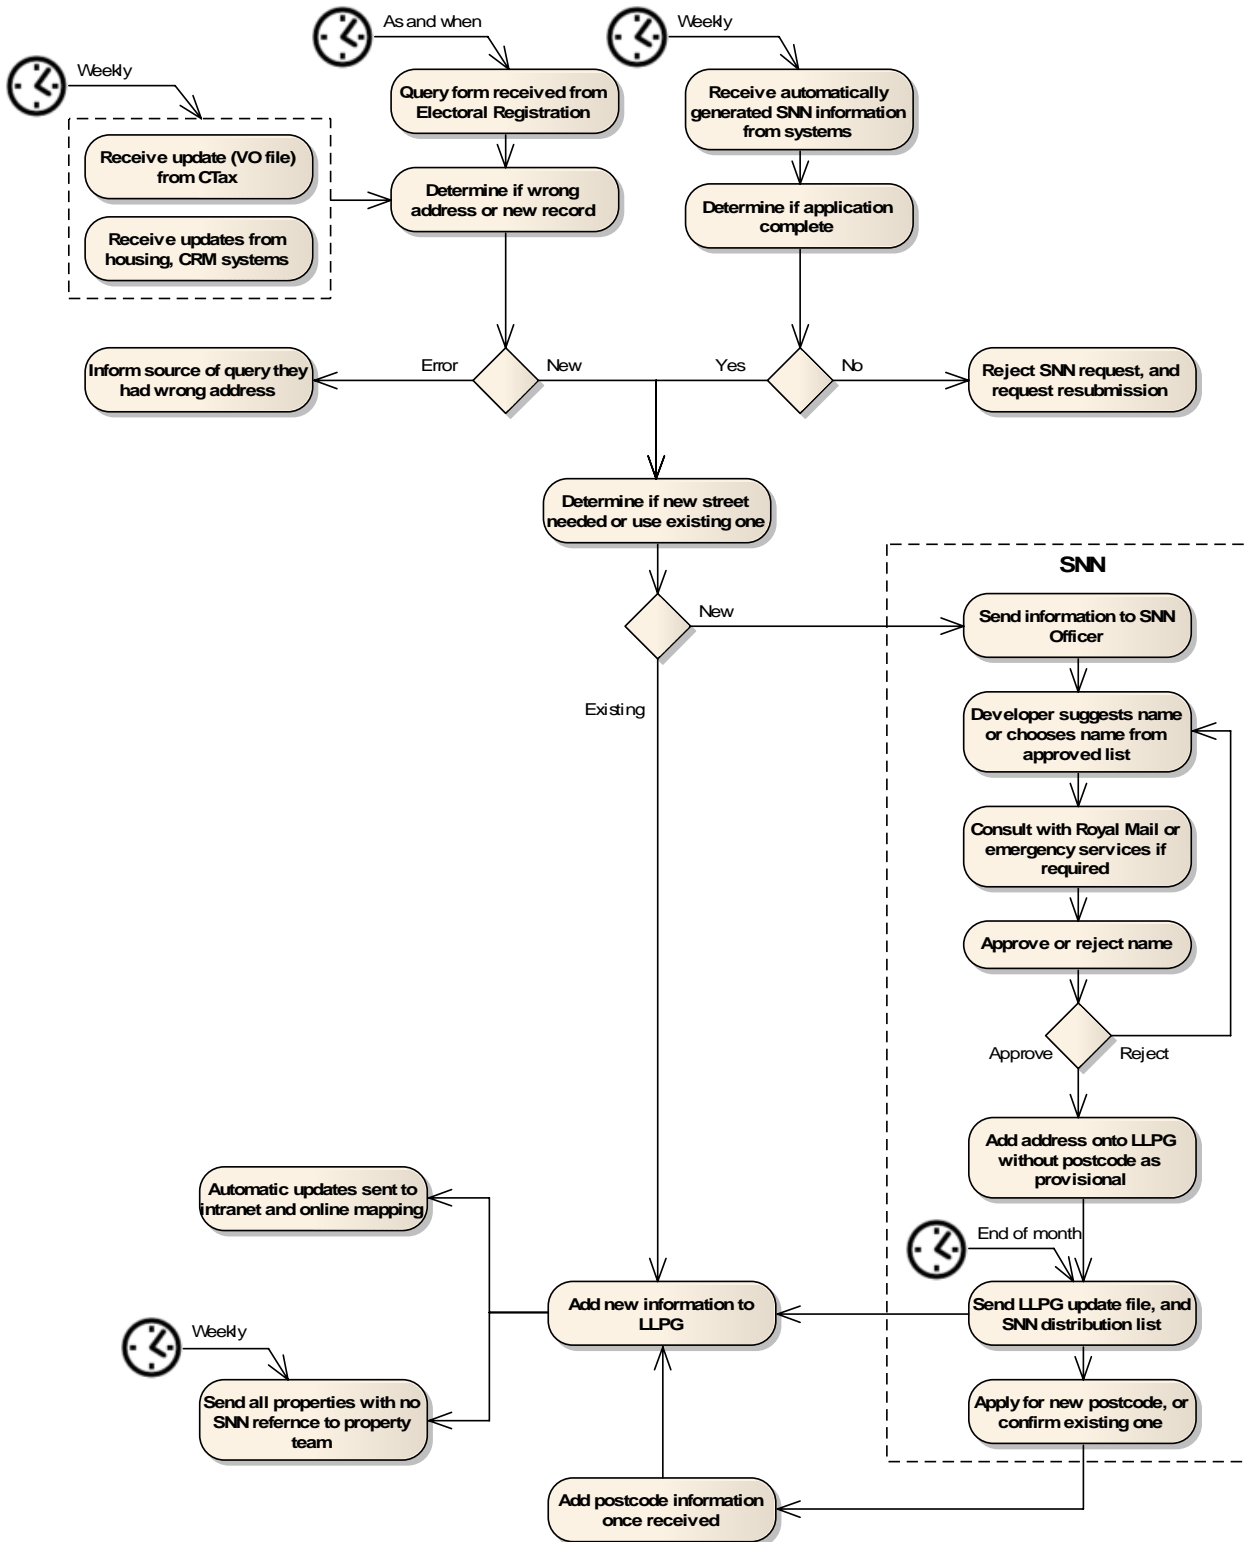 As and when
Weekly
Weekly
Query form received from
Electoral Registration
Receive automatically
generated SNN information
from systems
Receive update (VO file)
from CTax
Determine if wrong
address or new record
Determine if application
complete
Receive updates from
housing, CRM systems
Inform source of query they
had wrong address
Error
New
Yes
No
Reject SNN request, and
request resubmission
Determine if new street
needed or use existing one
SNN
New
Send information to SNN
Officer
Existing
Developer suggests name
or chooses name from
approved list
Consult with Royal Mail or
emergency services if
required
Approve or reject name
Approve
Reject
Add address onto LLPG
without postcode as
provisional
Automatic updates sent to
intranet and online mapping
End of month
Add new information to
LLPG
Send LLPG update file, and
SNN distribution list
Weekly
Send all properties with no
SNN refernce to property
team
Apply for new postcode, or
confirm existing one
Add postcode information
once received